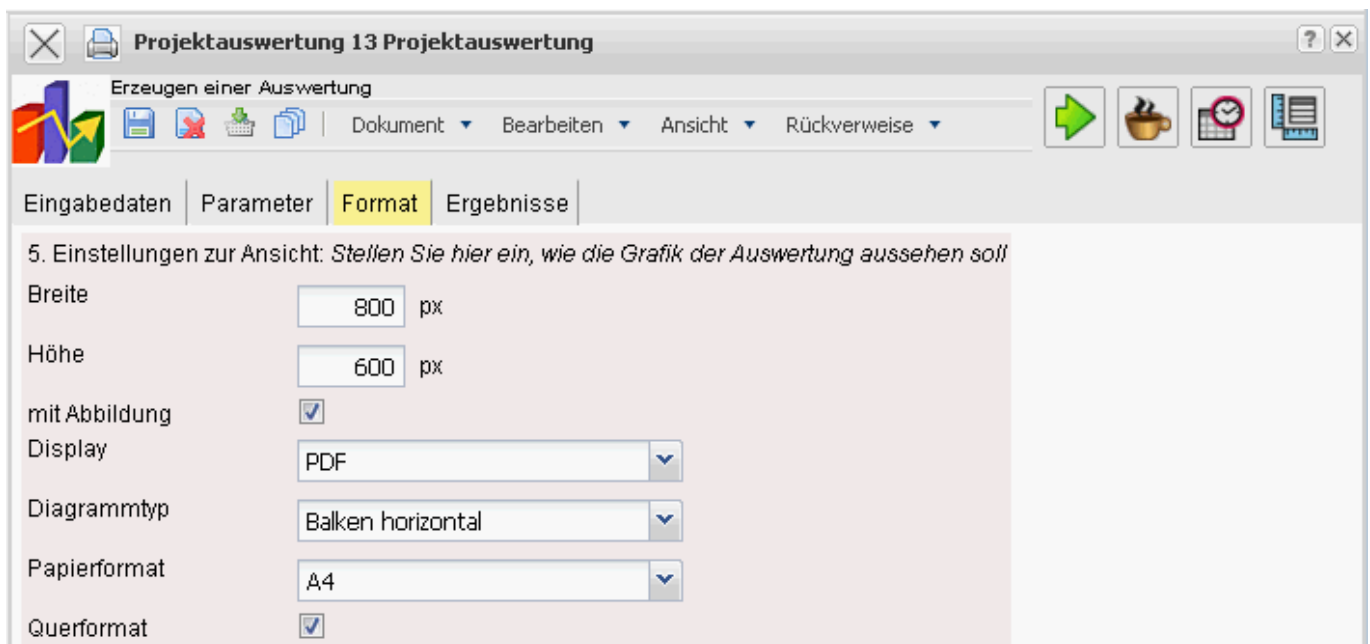 Projektauswertung 13 Projektauswertung
Erzeugen einer Auswertung
Dokument Bearbeiten Ansicht Rückverweise
Eingabedaten Parameter Format Ergebnisse
5. Einstellungen zur Ansicht: Stellen Sie hier ein, wie die Grafik der Auswertung aussehen soll
Breite 800 px
Höhe 600 px
mit Abbildung
Display PDF
Diagrammtyp Balken horizontal
Papierformat A4
Querformat